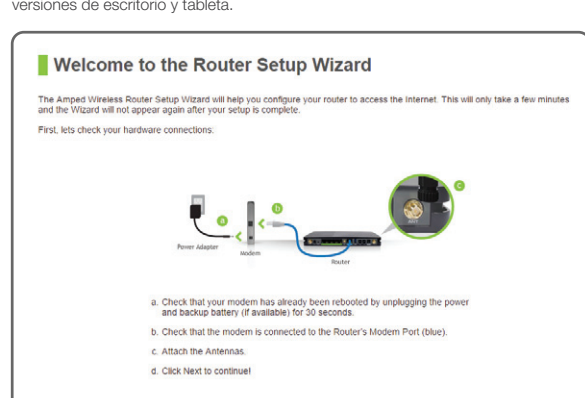 versiones de escritorio y tableta.
Welcome to the Router Setup Wizard
The Amped Wireless Router Setup Wizard will help you configure your router to access the Internet. This will only take a few minutes
and the Wizard will not appear again after your setup is complete.
First, lets check your hardware connections:
a
b
c
Power Adapter
Modem
Router
a. Check that your modem has already been rebooted by unplugging the power
and backup battery (if available) for 30 seconds.
b. Check that the modem is connected to the Router's Modem Port (blue).
c. Attach the Antennas.
d. Click Next to continue!